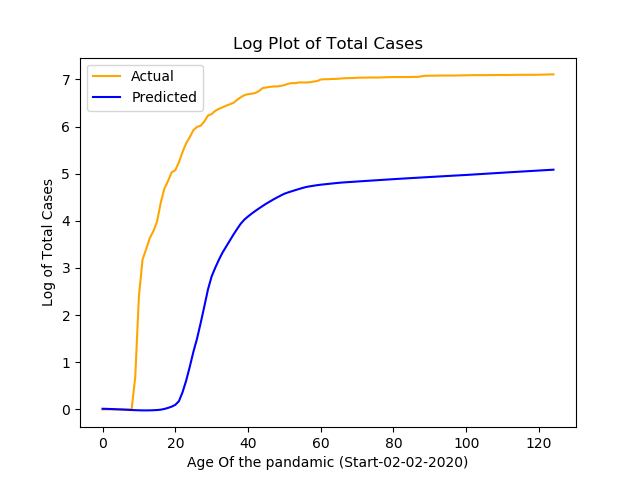 Log Plot of Total Cases
Actual
Predicted
Log of Total Cases
7
6
5
4
3
2
1
0
0 20 40 60 80 100 120
Age Of the pandamic (Start-02-02-2020)